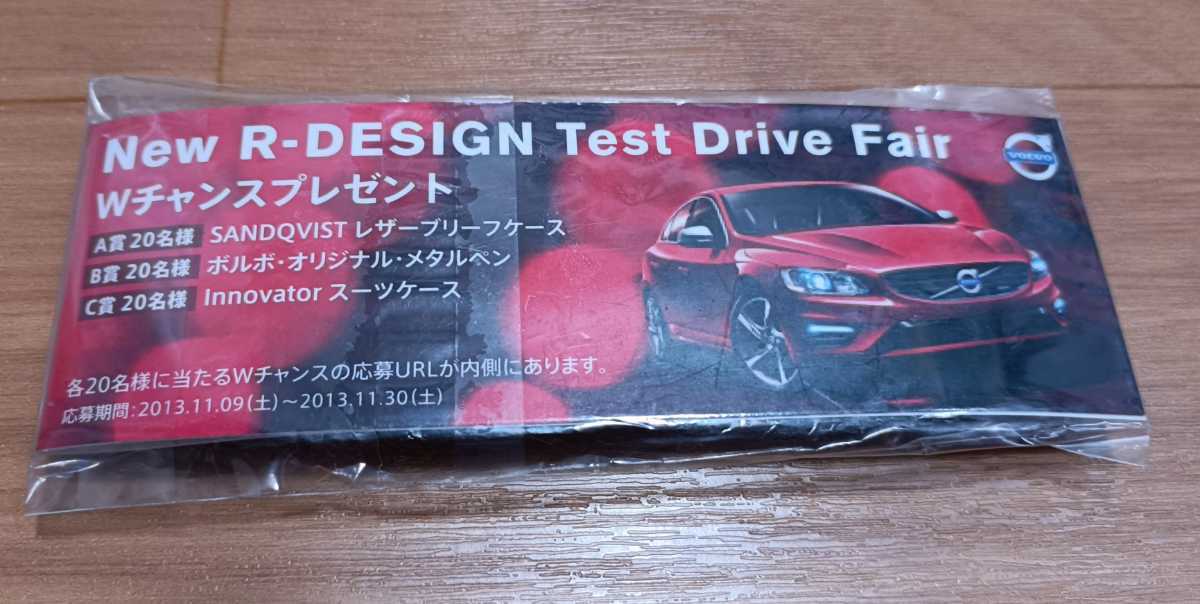 New R-DESIGN Test Drive Fair
VOLVO
Wチャンスプレゼント
A賞 20名様 SANDQVIST レザーブリーフケース
B賞 20名様 ボルボ・オリジナル・メタルペン
C賞 20名様 Innovator スーツケース
各20名様に当たるWチャンスの応募URLが内側にあります。
応募期間:2013.11.09(土)~2013.11.30(土)